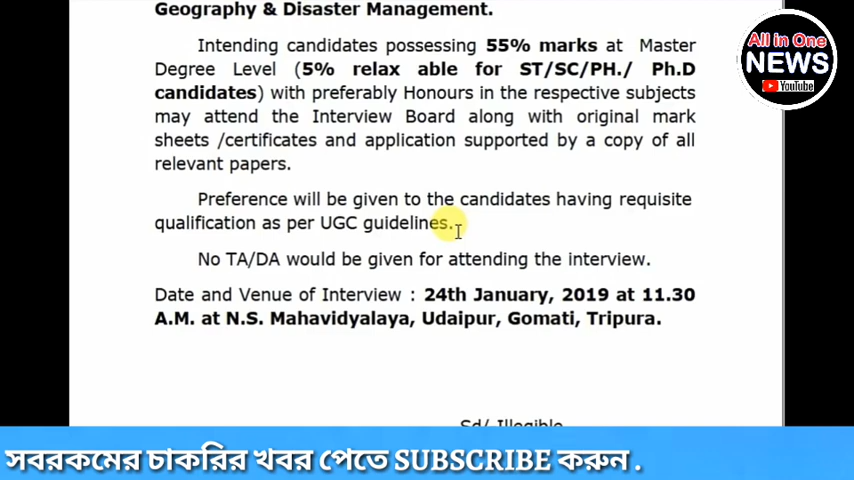 Geography & Disaster Management.
Intending candidates possessing 55% marks at Master
Degree Level (5% relax able for ST/SC/PH./ Ph.D
candidates) with preferably Honours in the respective subjects
may attend the Interview Board along with original mark
sheets /certificates and application supported by a copy of all
relevant papers.
Preference will be given to the candidates having requisite
qualification as per UGC guidelines.
No TA/DA would be given for attending the interview.
Date and Venue of Interview : 24th January, 2019 at 11.30
A.M. at N.S. Mahavidyalaya, Udaipur, Gomati, Tripura.
Sd/ Illegible
All in One
NEWS
YouTube
সবরকমের চাকরির খবর পেতে SUBSCRIBE করুন .